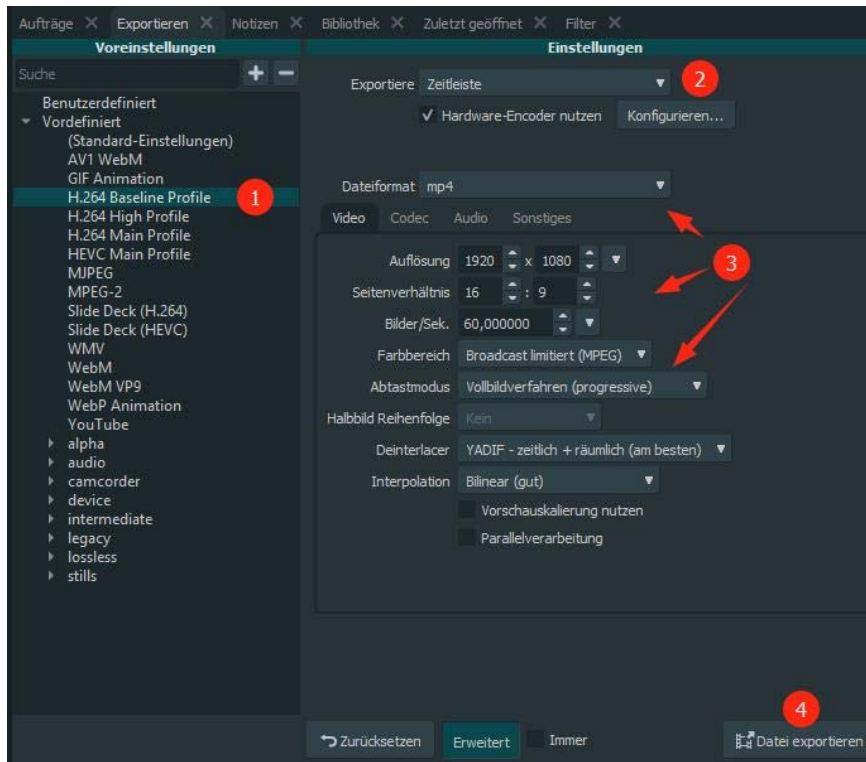 Aufträge Exportieren Notizen Bibliothek Zuletzt geöffnet Filter
Voreinstellungen
Suche
Benutzerdefiniert
Vordefiniert
(Standard-Einstellungen)
AV1 WebM
GIF Animation
H.264 Baseline Profile 1
H.264 High Profile
H.264 Main Profile
HEVC Main Profile
MJPEG
MPEG-2
Slide Deck (H.264)
Slide Deck (HEVC)
WMV
WebM
WebM VP9
WebP Animation
YouTube
alpha
audio
camcorder
device
intermediate
legacy
lossless
stills
Einstellungen
Exportiere Zeitleiste 2
Hardware-Encoder nutzen Konfigurieren...
Dateiformat mp4
Video Codec Audio Sonstiges
3
Auflösung 1920 x 1080
Seitenverhältnis 16 : 9
Bilder/Sek. 60,000000
Farbbereich Broadcast limitiert (MPEG)
Abtastmodus Vollbildverfahren (progressive)
Halbbild Reihenfolge Kein
Deinterlacer YADIF - zeitlich + räumlich (am besten)
Interpolation Bilinear (gut)
Vorschauskalierung nutzen
Parallelverarbeitung
4
Zurücksetzen Erweitert Immer Datei exportieren